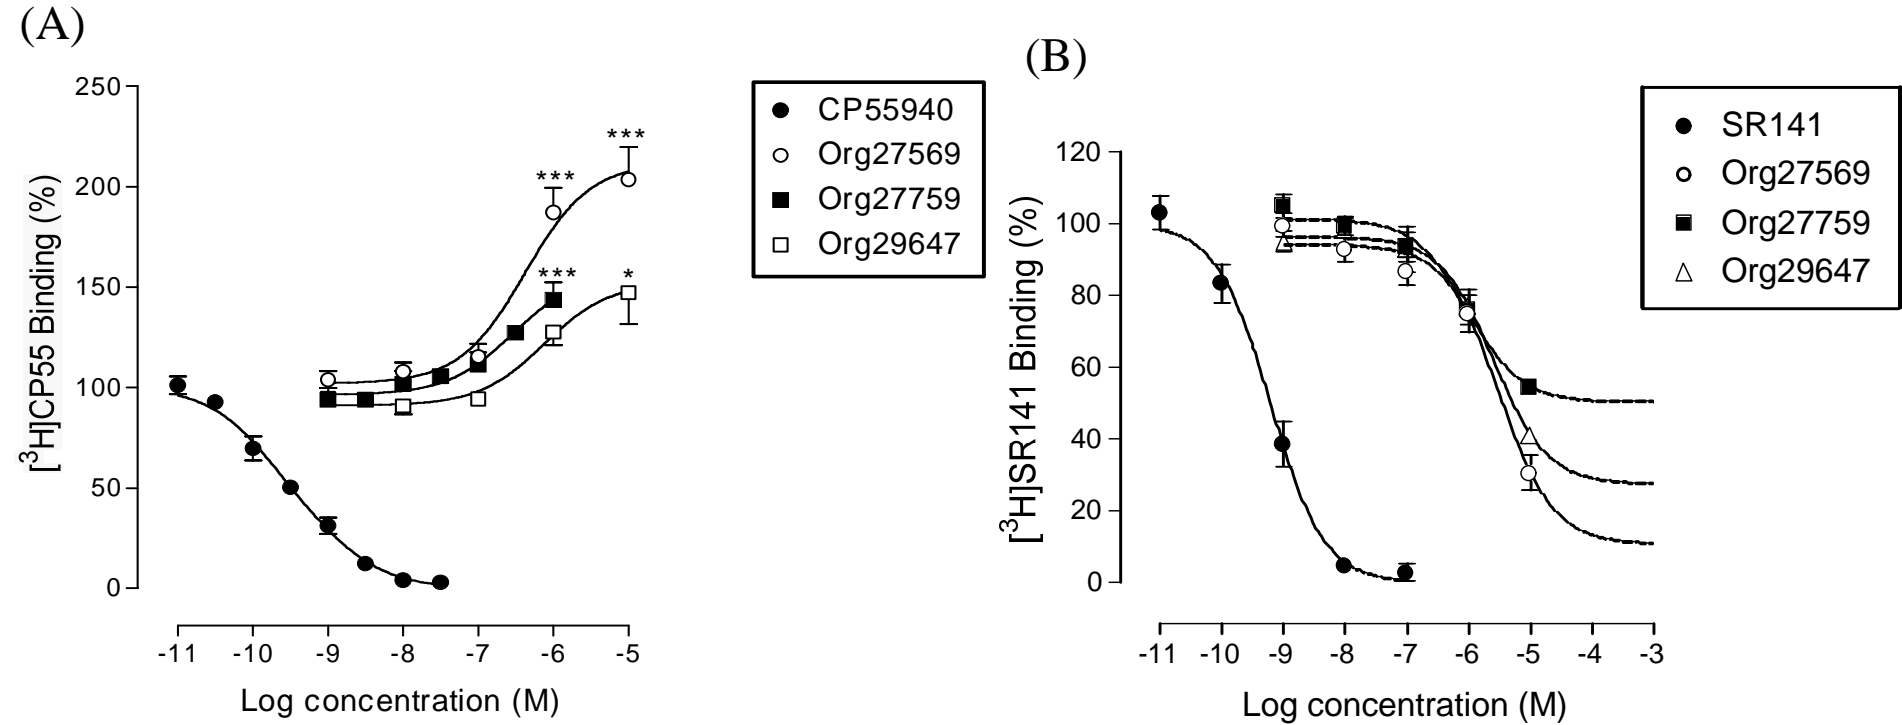 (A)
250
200
150
100
50
0
[³H]CP55 Binding (%)
***
***
***
*
-11 -10 -9 -8 -7 -6 -5
Log concentration (M)
CP55940
Org27569
Org27759
Org29647
(B)
120
100
80
60
40
20
0
[³H]SR141 Binding (%)
-11 -10 -9 -8 -7 -6 -5 -4 -3
Log concentration (M)
SR141
Org27569
Org27759
Org29647